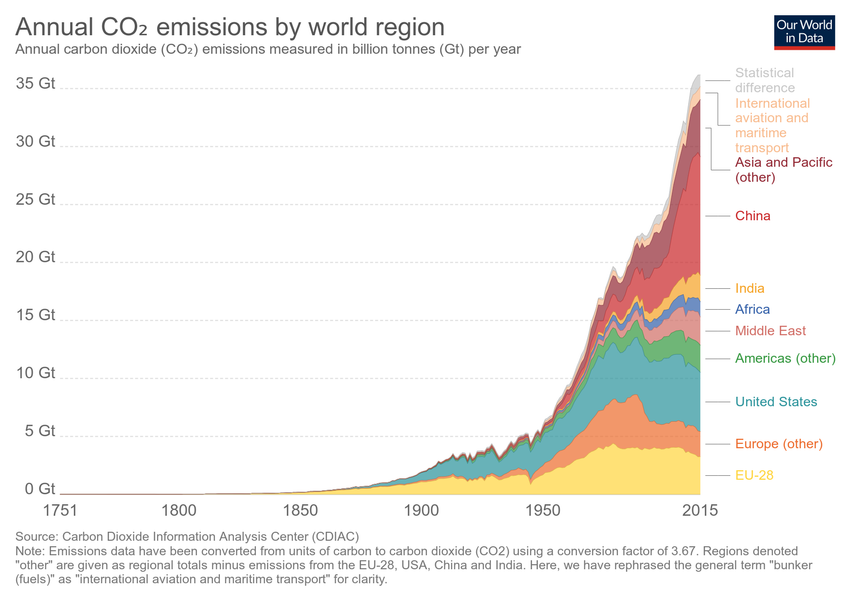 Annual CO₂ emissions by world region
Annual carbon dioxide (CO₂) emissions measured in billion tonnes (Gt) per year
Our World
in Data
35 Gt
30 Gt
25 Gt
20 Gt
15 Gt
10 Gt
5 Gt
0 Gt
1751
1800
1850
1900
1950
2015
Statistical
difference
International
aviation and
maritime
transport
Asia and Pacific
(other)
China
India
Africa
Middle East
Americas (other)
United States
Europe (other)
EU-28
Source: Carbon Dioxide Information Analysis Center (CDIAC)
Note: Emissions data have been converted from units of carbon to carbon dioxide (CO2) using a conversion factor of 3.67. Regions denoted
"other" are given as regional totals minus emissions from the EU-28, USA, China and India. Here, we have rephrased the general term "bunker
(fuels)" as "international aviation and maritime transport" for clarity.